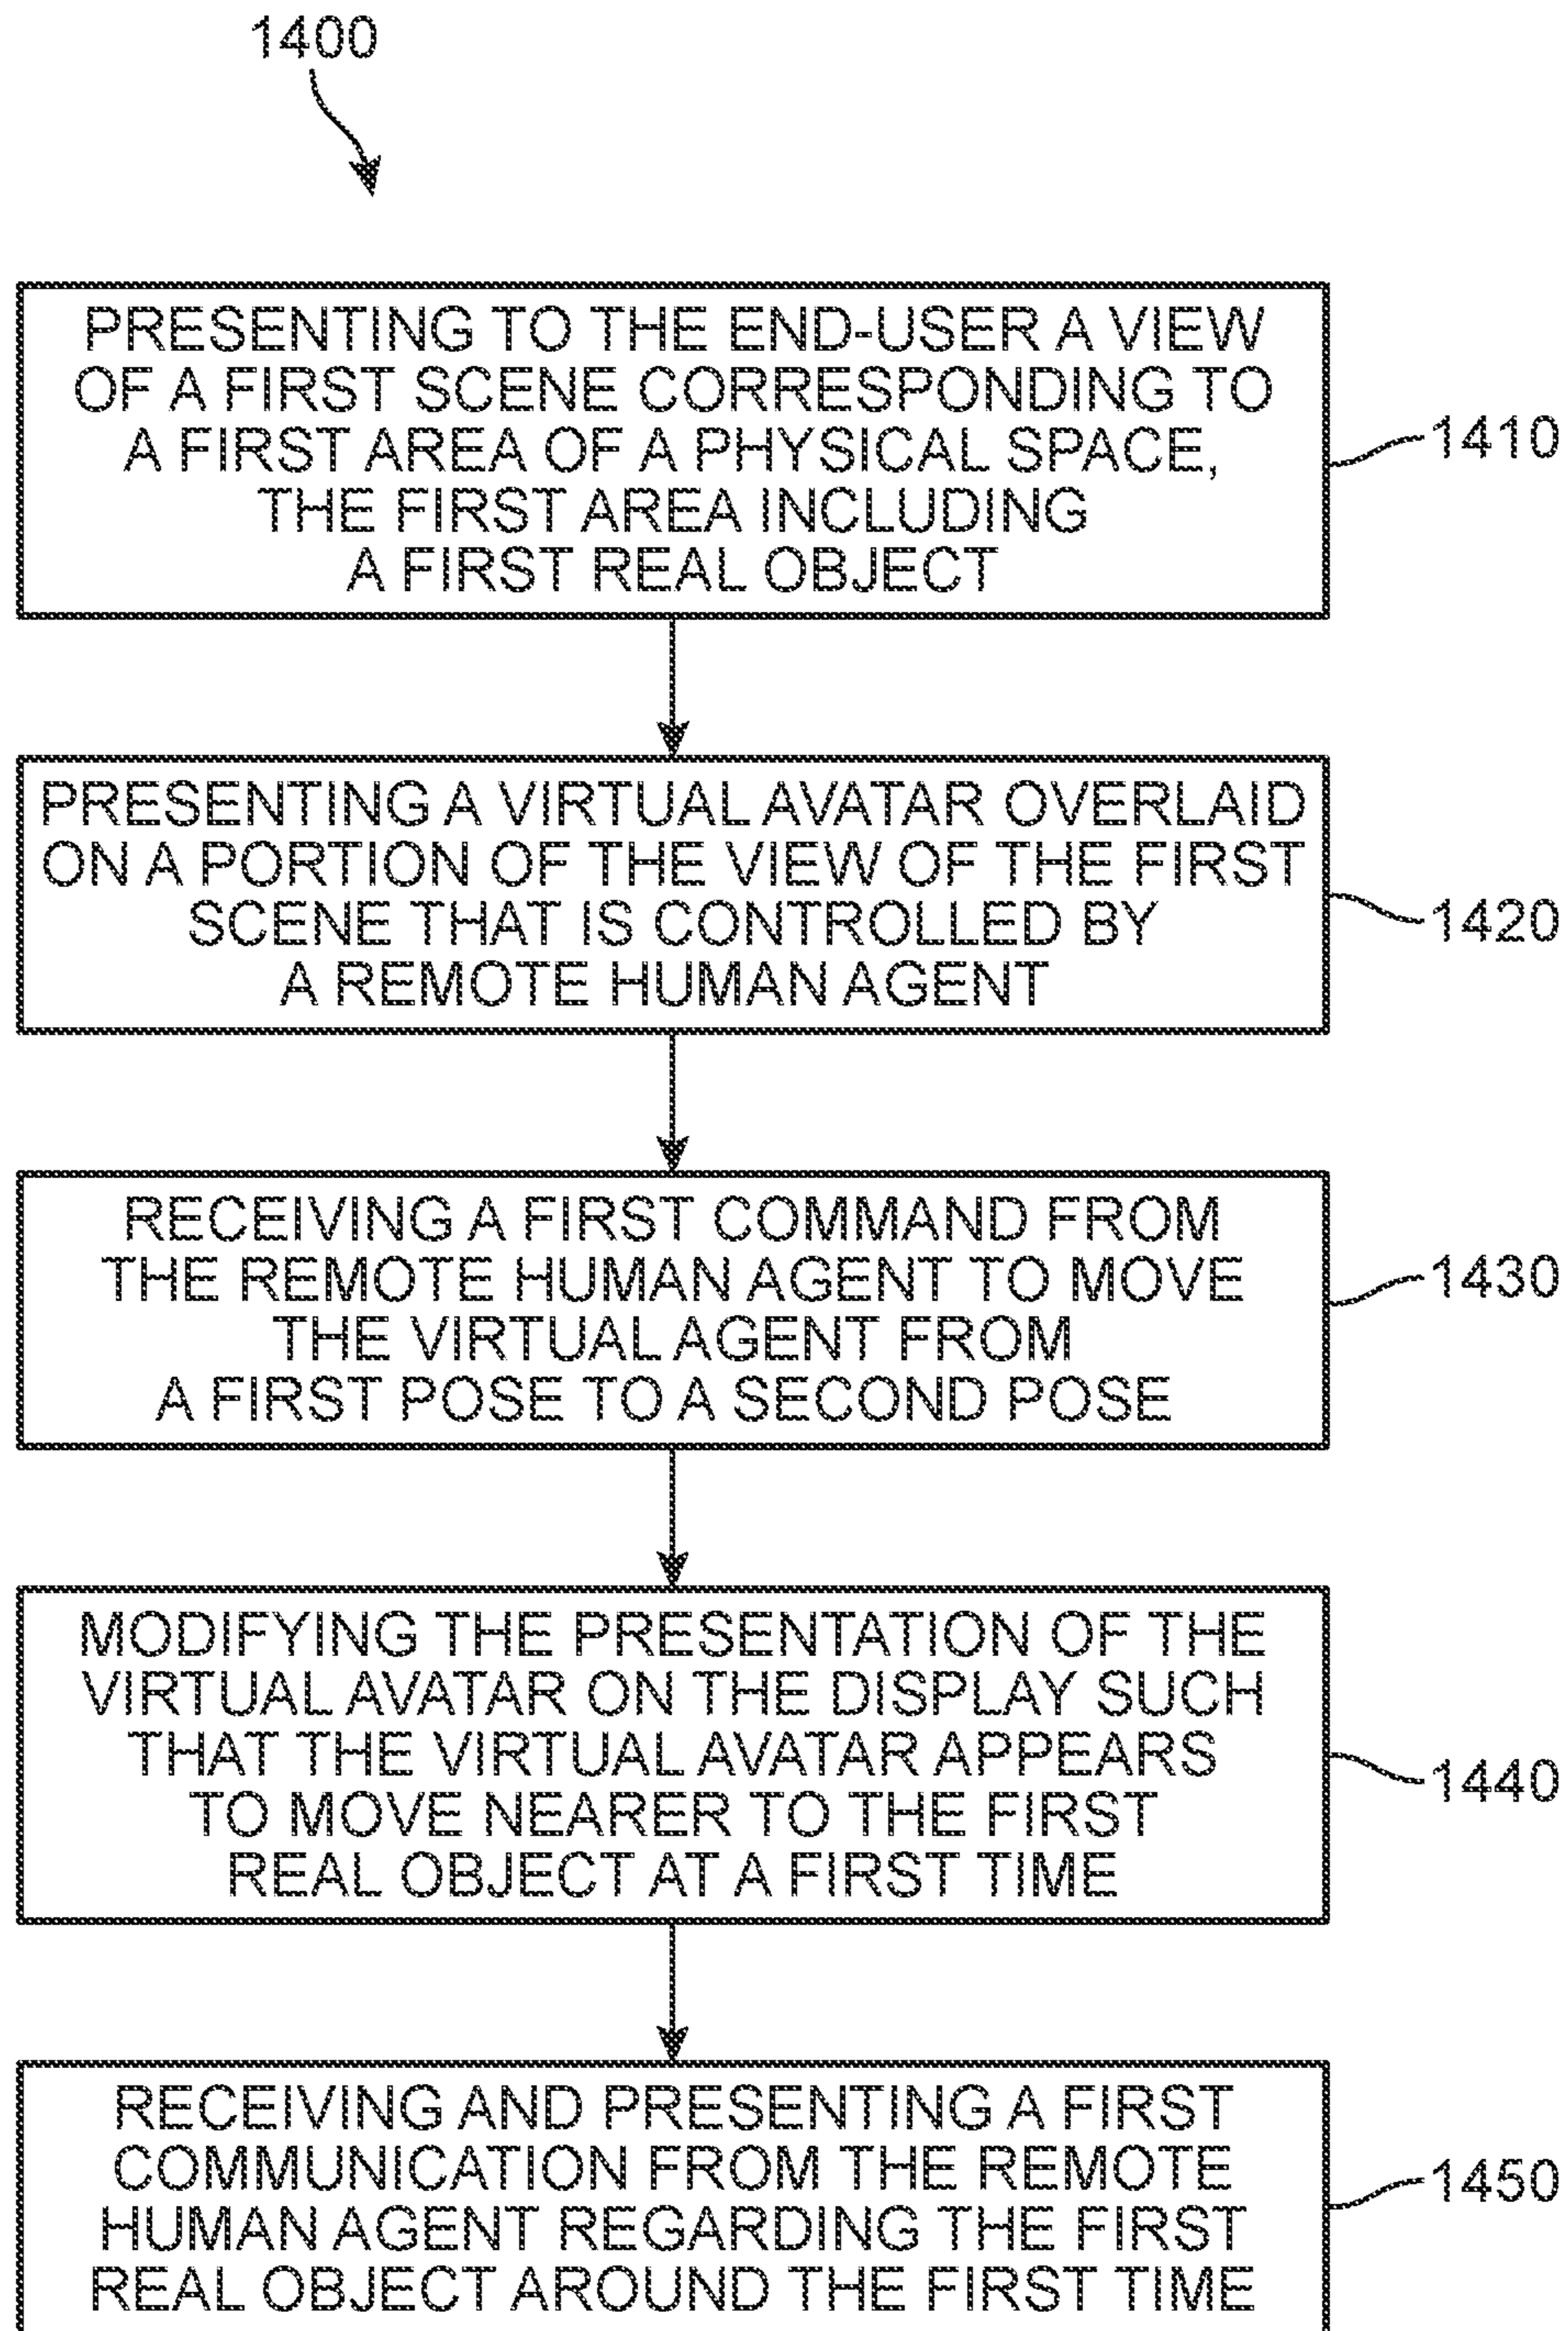 1400
PRESENTING TO THE END-USER A VIEW
OF A FIRST SCENE CORRESPONDING TO
A FIRST AREA OF A PHYSICAL SPACE,
THE FIRST AREA INCLUDING
A FIRST REAL OBJECT
1410
PRESENTING A VIRTUAL AVATAR OVERLAID
ON A PORTION OF THE VIEW OF THE FIRST
SCENE THAT IS CONTROLLED BY
A REMOTE HUMAN AGENT
1420
RECEIVING A FIRST COMMAND FROM
THE REMOTE HUMAN AGENT TO MOVE
THE VIRTUAL AGENT FROM
A FIRST POSE TO A SECOND POSE
1430
MODIFYING THE PRESENTATION OF THE
VIRTUAL AVATAR ON THE DISPLAY SUCH
THAT THE VIRTUAL AVATAR APPEARS
TO MOVE NEARER TO THE FIRST
REAL OBJECT AT A FIRST TIME
1440
RECEIVING AND PRESENTING A FIRST
COMMUNICATION FROM THE REMOTE
HUMAN AGENT REGARDING THE FIRST
REAL OBJECT AROUND THE FIRST TIME
1450